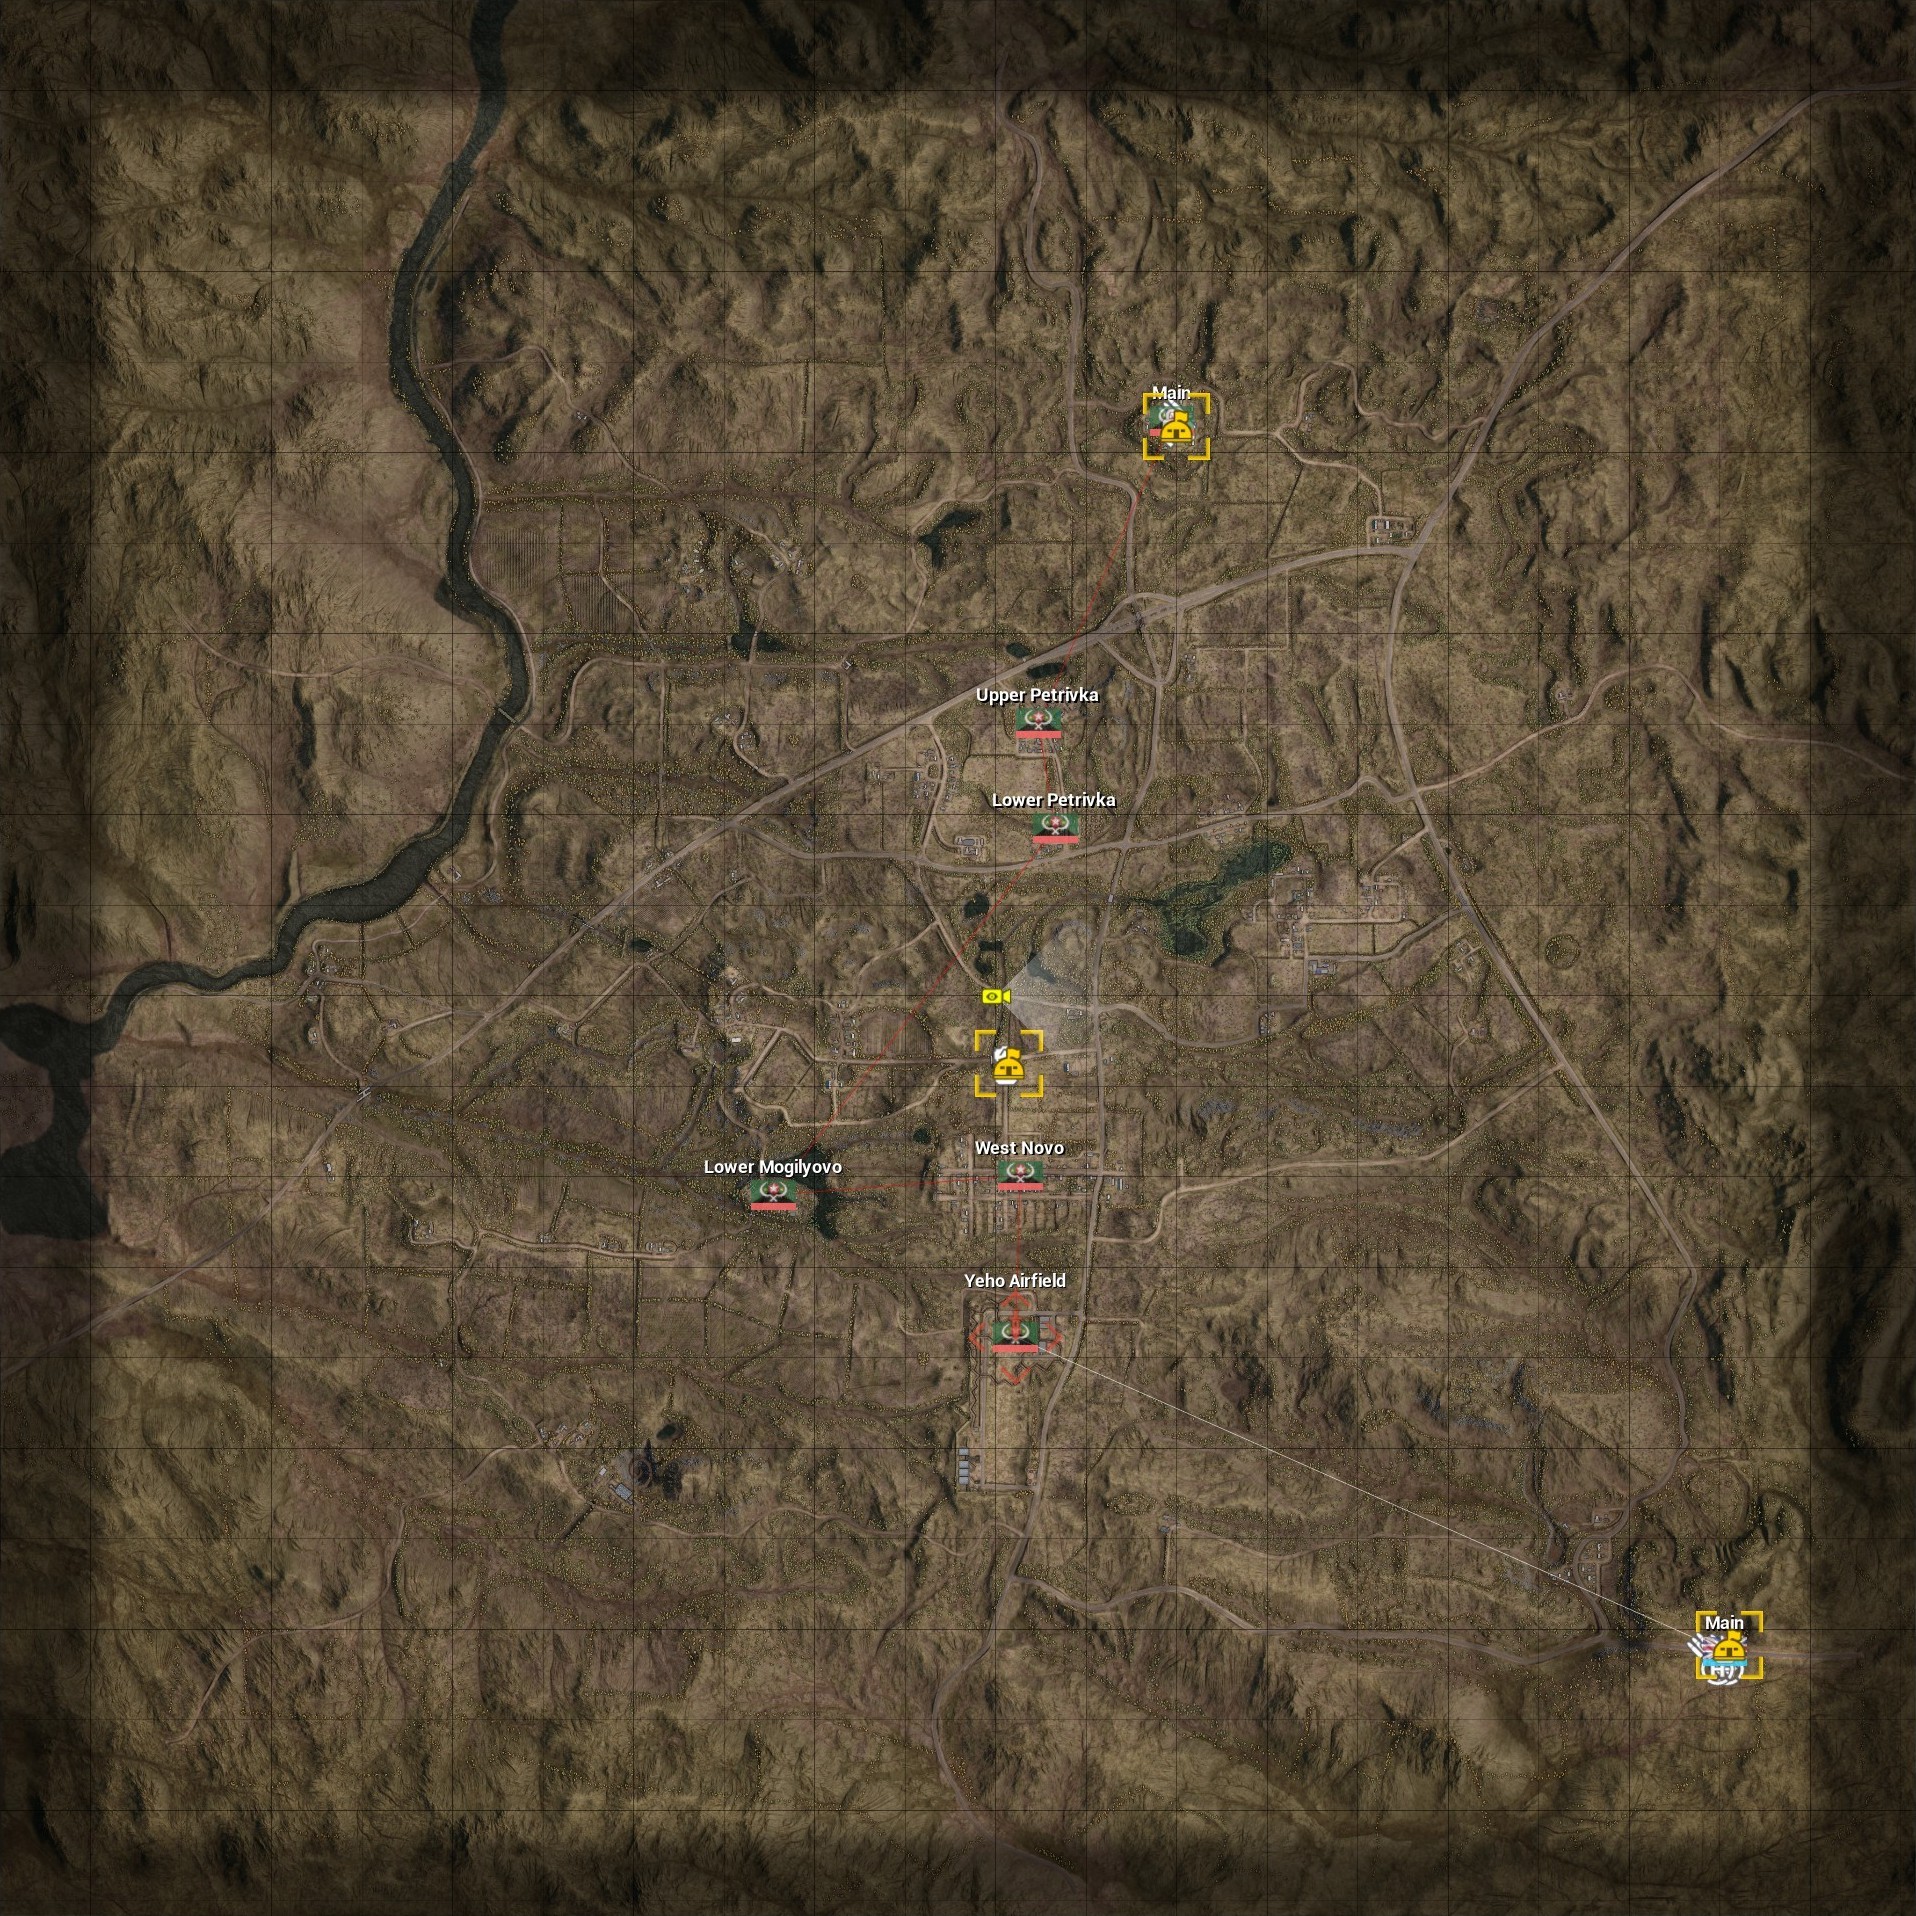 Main
Upper Petrivka
Lower Petrivka
West Novo
Lower Mogilyovo
Yeho Airfield
Main